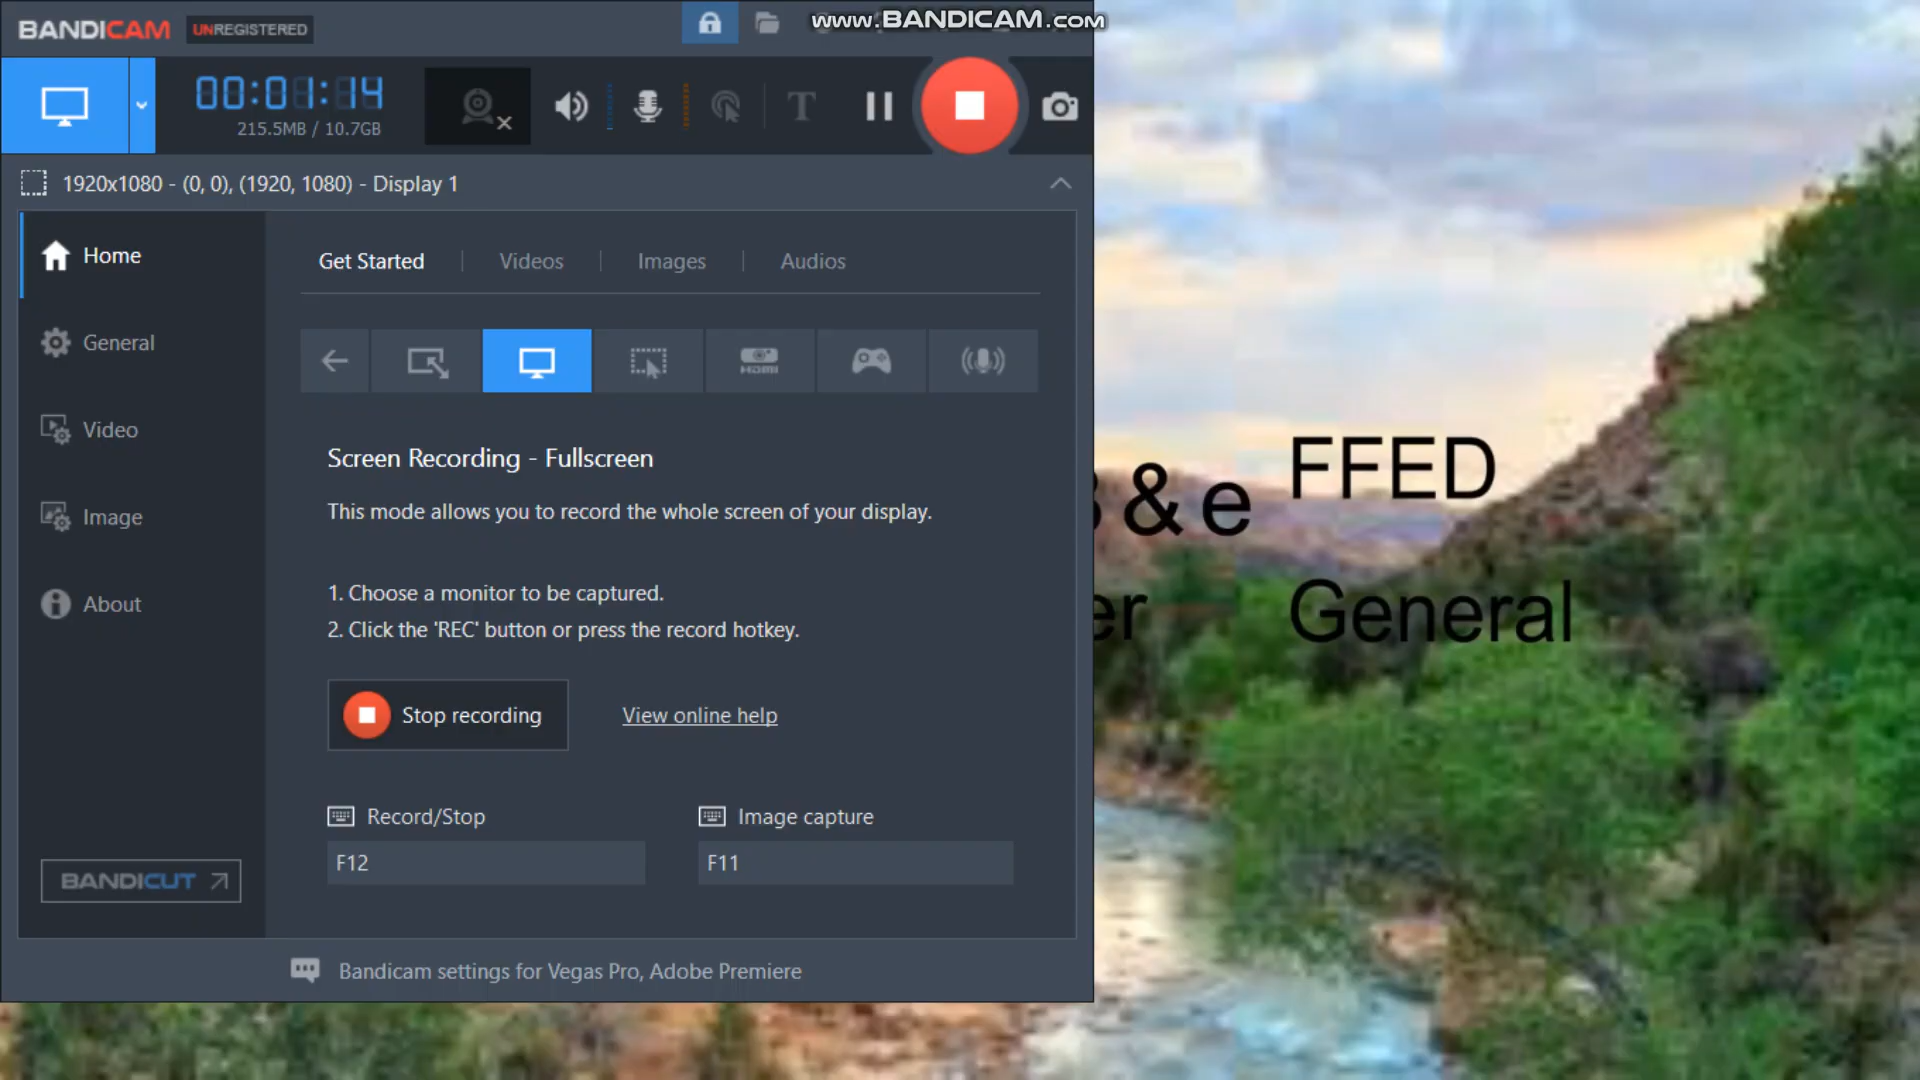 BANDICAM UNREGISTERED
www.BANDICAM.com
00:01:14
215.5MB / 10.7GB
T
1920x1080 - (0, 0), (1920, 1080) - Display 1
Home
General
Video
Image
About
BANDICUT
Get Started
Videos
Images
Audios
HDMI
Screen Recording - Fullscreen
This mode allows you to record the whole screen of your display.
1. Choose a monitor to be captured.
2. Click the 'REC' button or press the record hotkey.
Stop recording
View online help
Record/Stop
Image capture
F12
F11
Bandicam settings for Vegas Pro, Adobe Premiere
& e
FFED
er
General